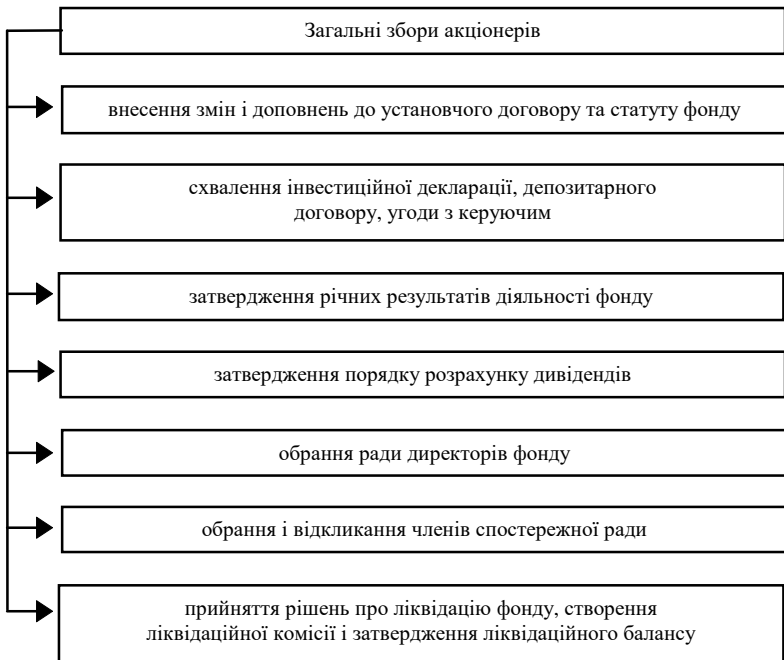 Загальні збори акціонерів
внесення змін і доповнень до установчого договору та статуту фонду
схвалення інвестиційної декларації, депозитарного
договору, угоди з керуючим
затвердження річних результатів діяльності фонду
затвердження порядку розрахунку дивідендів
обрання ради директорів фонду
обрання і відкликання членів спостережної ради
прийняття рішень про ліквідацію фонду, створення
ліквідаційної комісії і затвердження ліквідаційного балансу